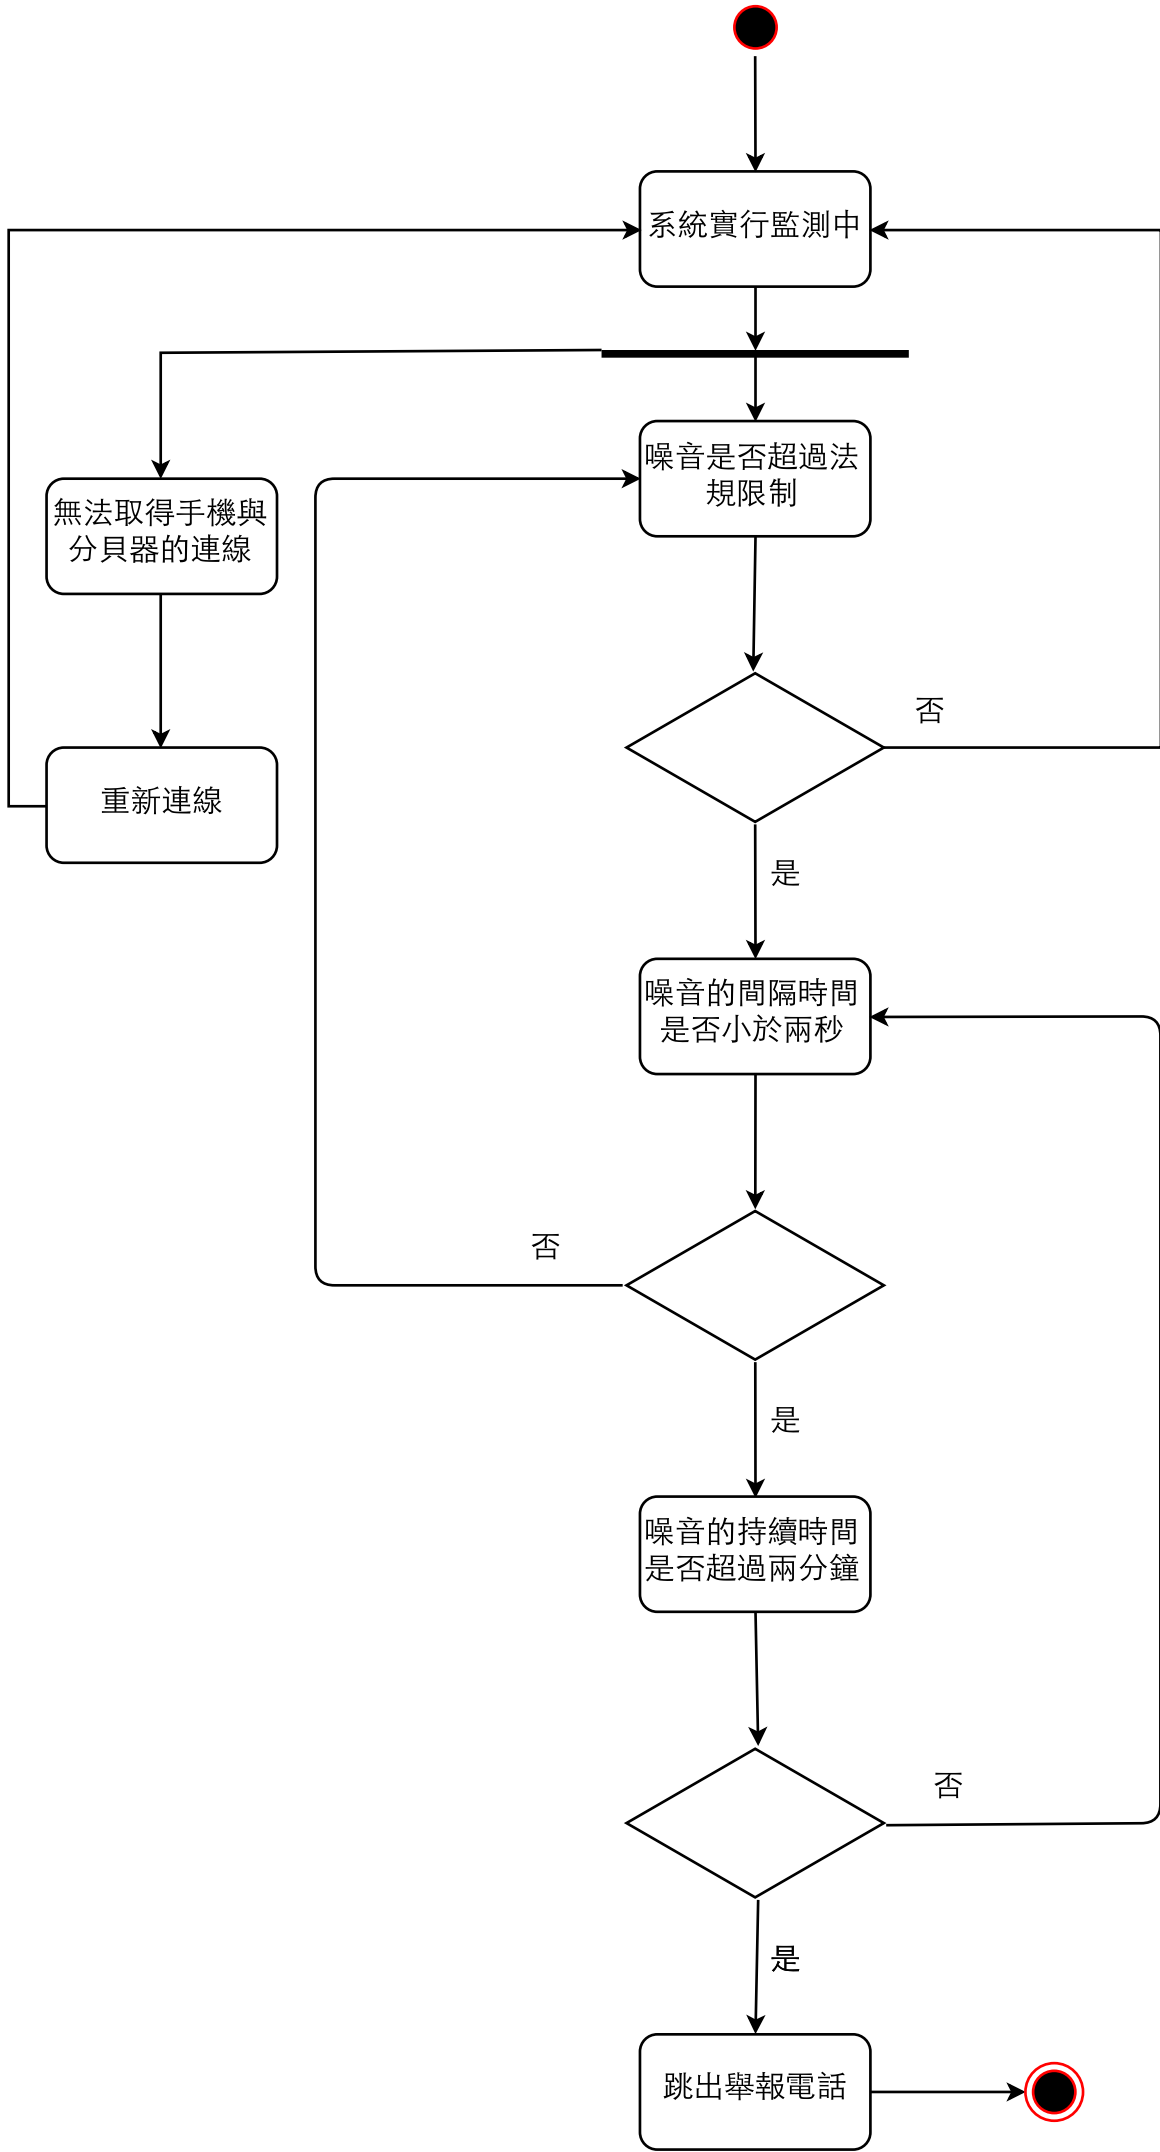 系統實行監測中
噪音是否超過法
規限制
無法取得手機與
分貝器的連線
否
重新連線
是
噪音的間隔時間
是否小於兩秒
否
是
噪音的持續時間
是否超過兩分鐘
否
是
跳出舉報電話